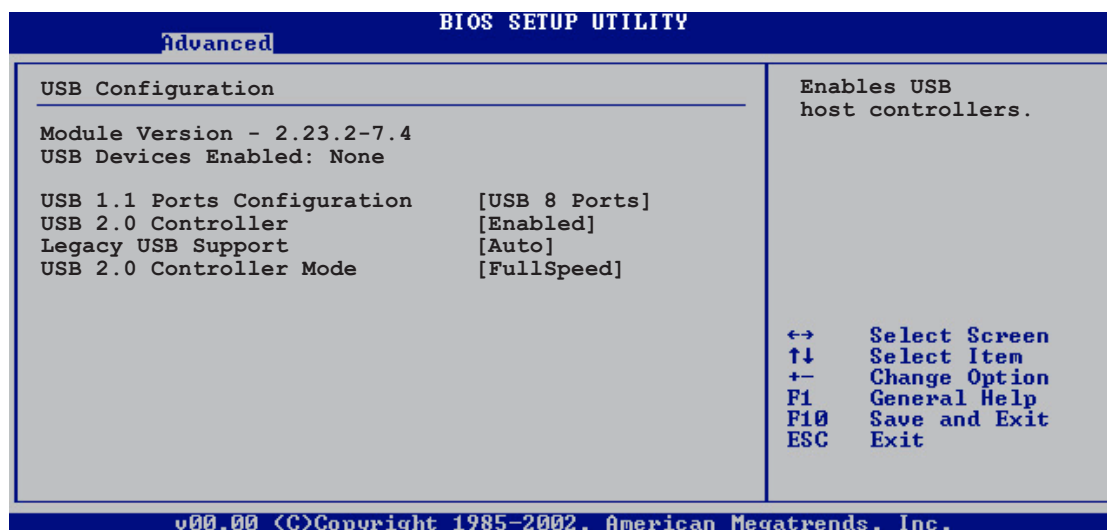 BIOS SETUP UTILITY
Advanced
USB Configuration
Module Version - 2.23.2-7.4
USB Devices Enabled: None
USB 1.1 Ports Configuration [USB 8 Ports]
USB 2.0 Controller [Enabled]
Legacy USB Support [Auto]
USB 2.0 Controller Mode [FullSpeed]
Enables USB
host controllers.
←→ Select Screen
↑↓ Select Item
+- Change Option
F1 General Help
F10 Save and Exit
ESC Exit
v00.00 (C)Copyright 1985-2002, American Megatrends, Inc.